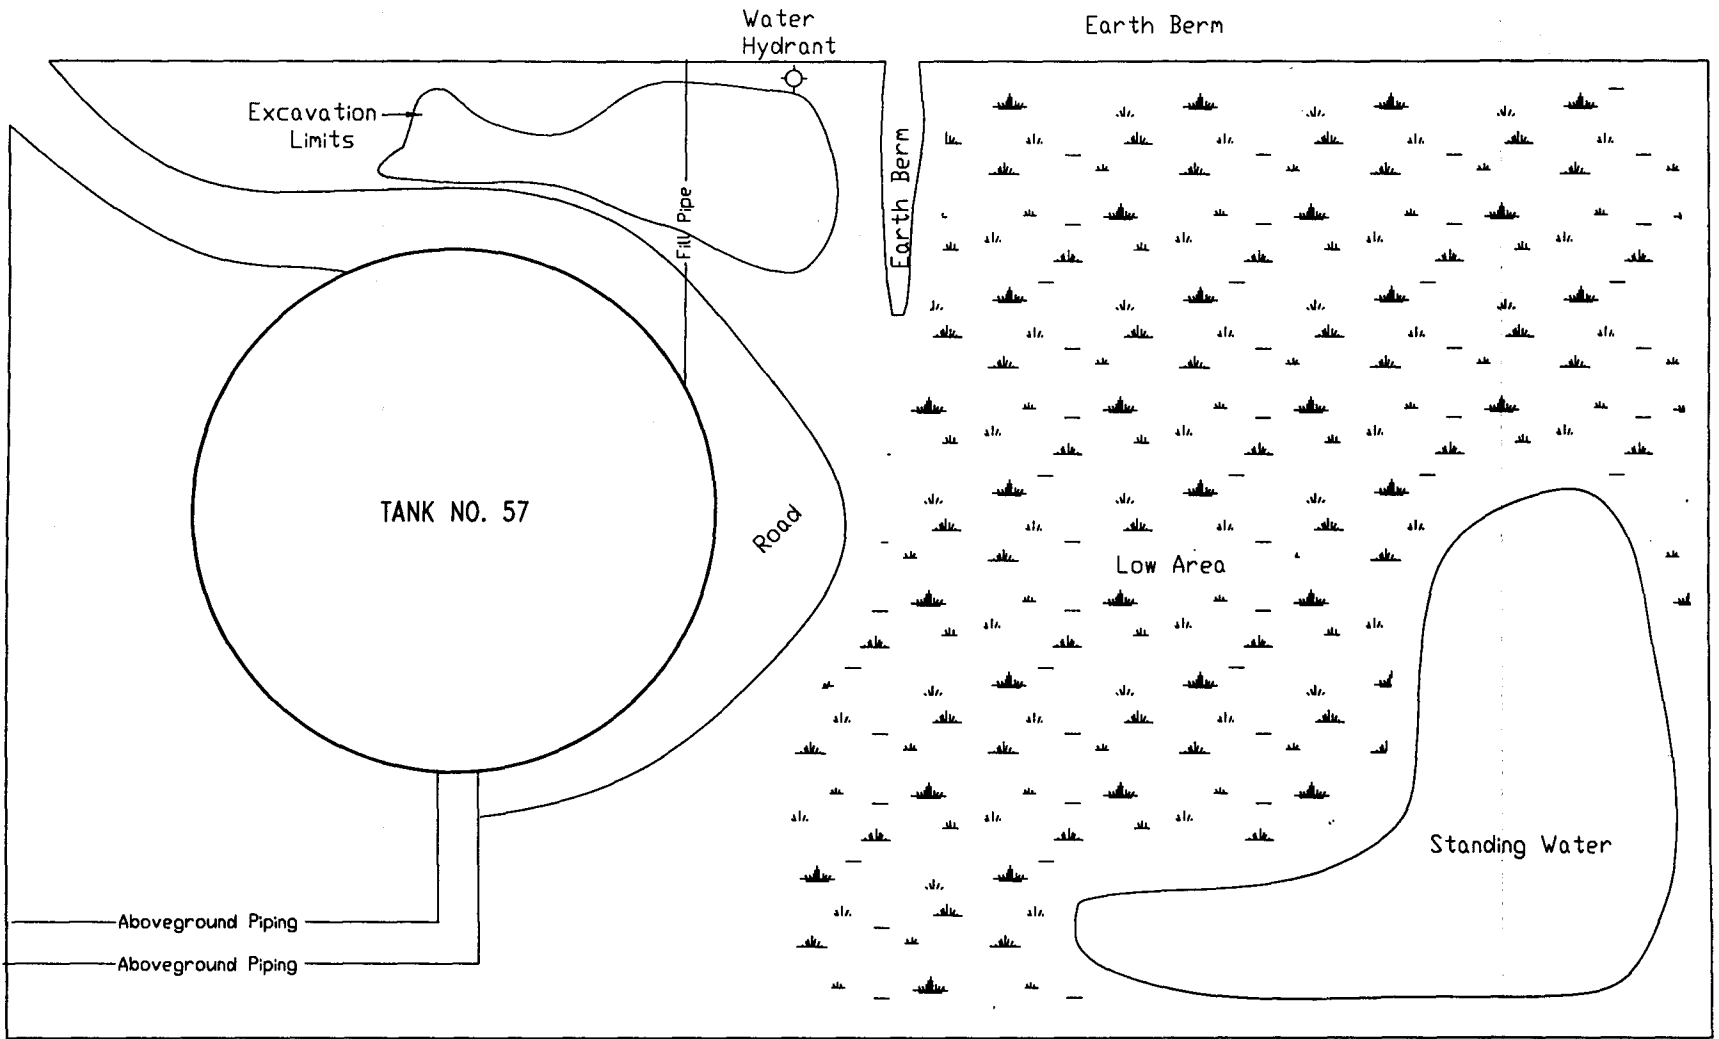 Water
Hydrant
Earth Berm
Excavation
Limits
Earth Berm
Fill Pipe
TANK NO. 57
Road
Low Area
Standing Water
Aboveground Piping
Aboveground Piping